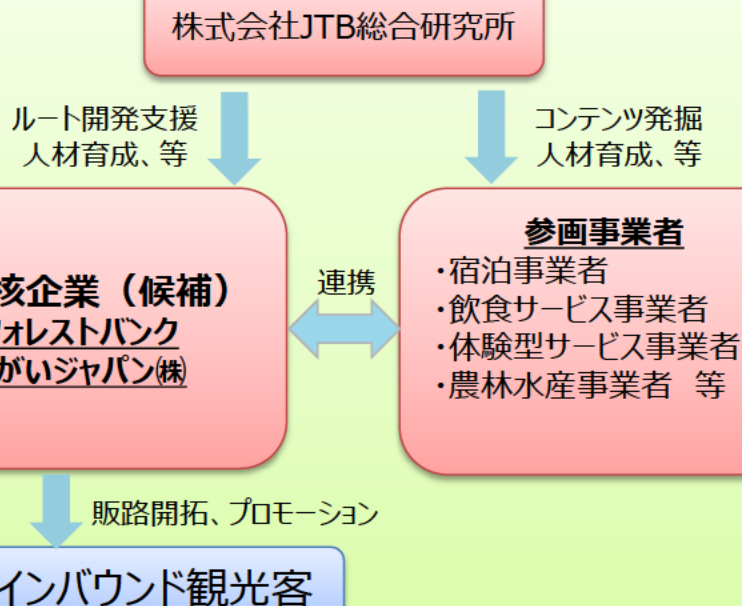 株式会社JTB総合研究所
ルート開発支援
人材育成、等
コンテンツ発掘
人材育成、等
核企業（候補）
フォレストバンク
がいジャパン㈱
連携
参画事業者
・宿泊事業者
・飲食サービス事業者
・体験型サービス事業者
・農林水産事業者　等
販路開拓、プロモーション
インバウンド観光客